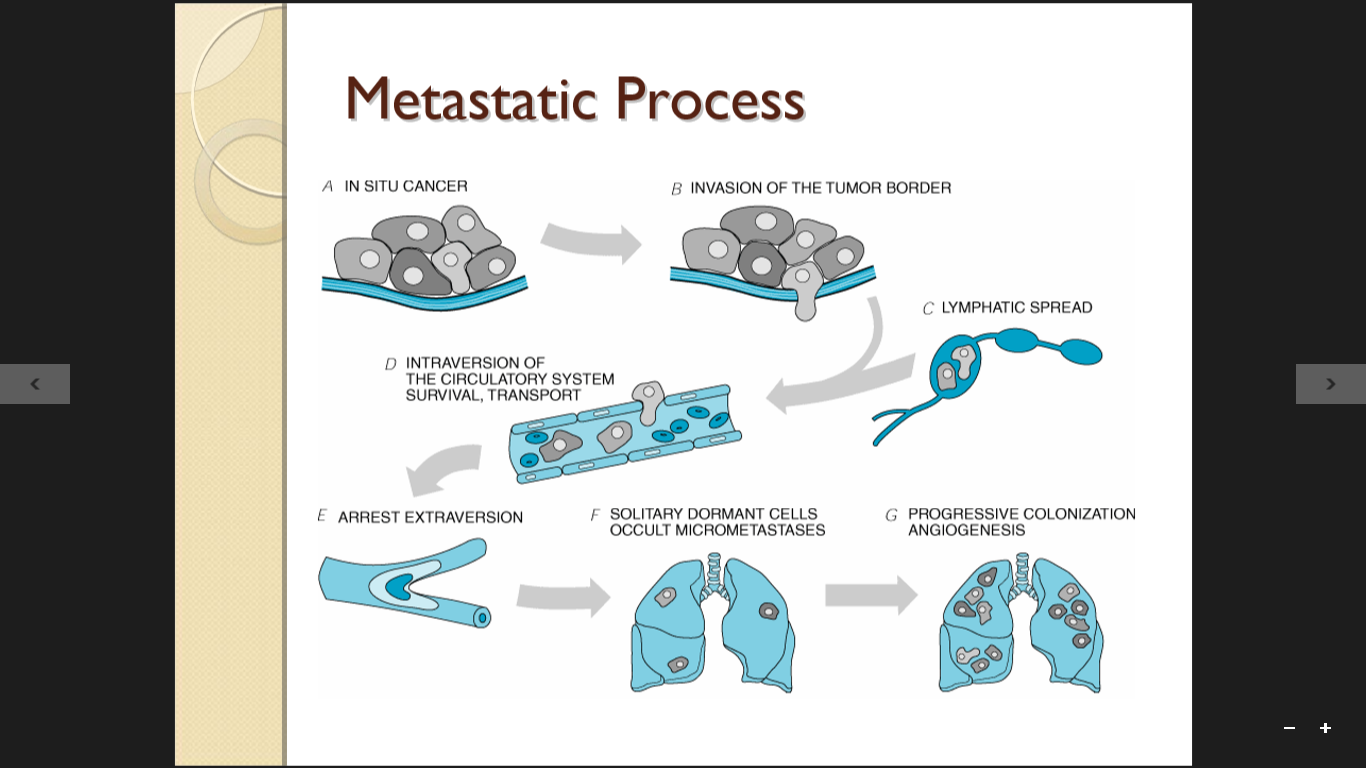 Metastatic Process
A IN SITU CANCER
B INVASION OF THE TUMOR BORDER
C LYMPHATIC SPREAD
D INTRAVERSION OF
THE CIRCULATORY SYSTEM
SURVIVAL, TRANSPORT
E ARREST EXTRAVERSION
F SOLITARY DORMANT CELLS
OCCULT MICROMETASTASES
G PROGRESSIVE COLONIZATION
ANGIOGENESIS